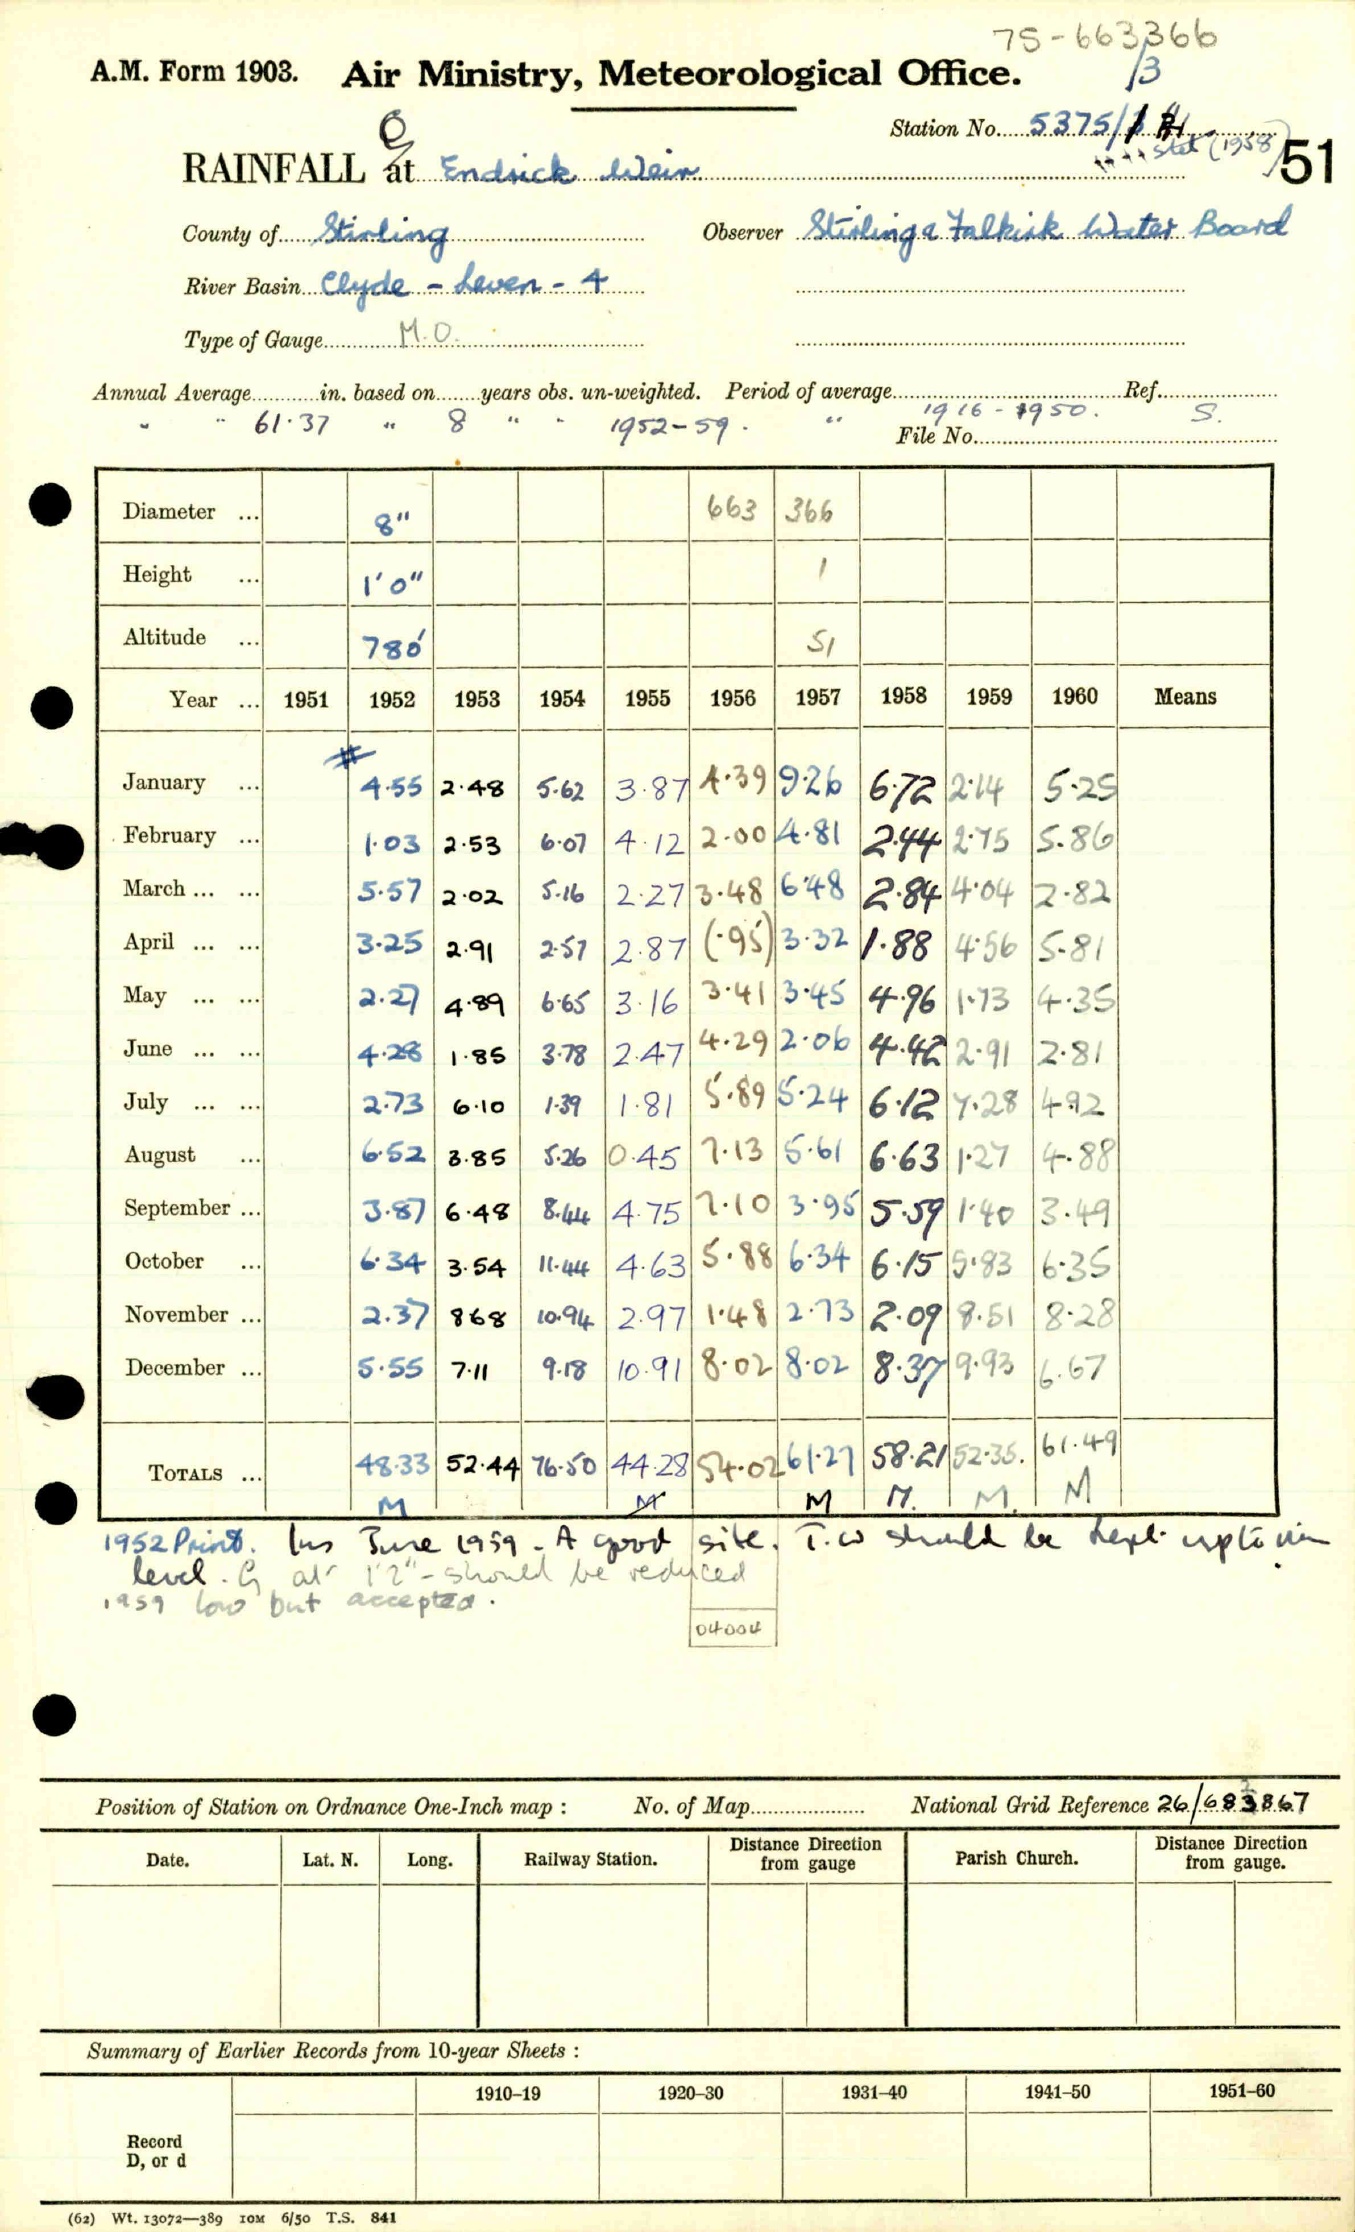 75-663366
/3
A.M. Form 1903. Air Ministry, Meteorological Office.
Station No. 5375/1
stet (1958)
51
RAINFALL at Endrick Weir
County of Stirling Observer Stirling & Falkirk Water Board
River Basin Clyde - Leven - 4
Type of Gauge M.O.
Annual Average in. based on years obs. un-weighted. Period of average Ref.
" " 61.37 " 8 " " 1952-59. " 1916-1950. S.
File No.
Diameter ... 8" 663 366
Height ... 1'0" 1
Altitude ... 780' 51
Year ... 1951 1952 1953 1954 1955 1956 1957 1958 1959 1960 Means
January ... 4.55 2.48 5.62 3.87 4.39 9.26 6.72 2.14 5.25
February ... 1.03 2.53 6.07 4.12 2.00 4.81 2.44 2.75 5.86
March ... ... 5.57 2.02 5.16 2.27 3.48 6.48 2.84 4.04 2.82
April ... ... 3.25 2.91 2.57 2.87 (.95) 3.32 1.88 4.56 5.81
May ... ... 2.27 4.89 6.65 3.16 3.41 3.45 4.96 1.73 4.35
June ... ... 4.28 1.85 3.78 2.47 4.29 2.06 4.42 2.91 2.81
July ... ... 2.73 6.10 1.39 1.81 5.89 5.24 6.12 7.28 4.92
August ... 6.52 3.85 5.26 0.45 7.13 5.61 6.63 1.27 4.88
September ... 3.87 6.48 8.44 4.75 7.10 3.95 5.59 1.40 3.49
October ... 6.34 3.54 11.44 4.63 5.88 6.34 6.15 5.83 6.35
November ... 2.37 8.68 10.94 2.97 1.48 2.73 2.09 8.51 8.28
December ... 5.55 7.11 9.18 10.91 8.02 8.02 8.37 9.93 6.67
TOTALS ... 48.33 52.44 76.50 44.28 54.02 61.27 58.21 52.35. 61.49
M M M M. M. M
1952 Print. Ins June 1959 - A good site. T.W should be kept up to rim
level. G at 1'2" - should be reduced
1959 low but accepted.
04004
Position of Station on Ordnance One-Inch map : No. of Map National Grid Reference 26/683867
Date. Lat. N. Long. Railway Station. Distance from gauge Direction Parish Church. Distance from gauge. Direction
Summary of Earlier Records from 10-year Sheets :
1910–19 1920–30 1931–40 1941–50 1951–60
Record
D, or d
(62) Wt. 13072—389 10M 6/50 T.S. 841